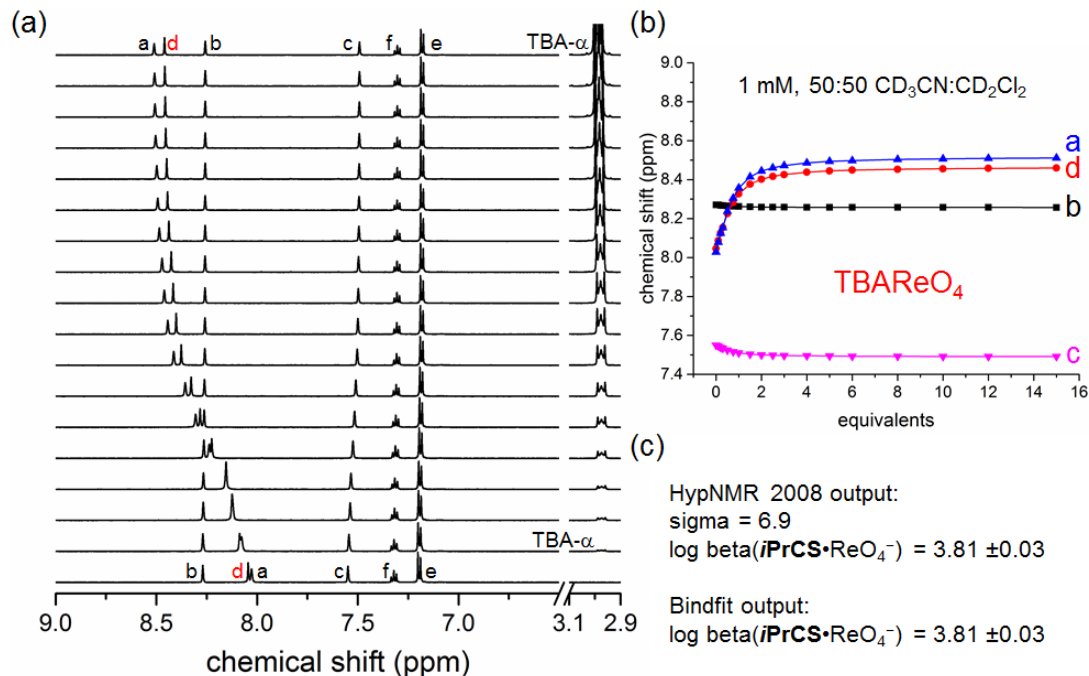 (a)
a d b c f e TBA-α
TBA-α
b d a c f e
9.0 8.5 8.0 7.5 7.0 3.1 2.9
chemical shift (ppm)
(b)
1 mM, 50:50 CD₃CN:CD₂Cl₂
9.0
8.8
8.6
8.4
8.2
8.0
7.8
7.6
7.4
chemical shift (ppm)
a
d
b
TBAReO₄
c
0 2 4 6 8 10 12 14 16
equivalents
(c)
HypNMR 2008 output:
sigma = 6.9
log beta(iPrCS•ReO₄⁻) = 3.81 ±0.03
Bindfit output:
log beta(iPrCS•ReO₄⁻) = 3.81 ±0.03